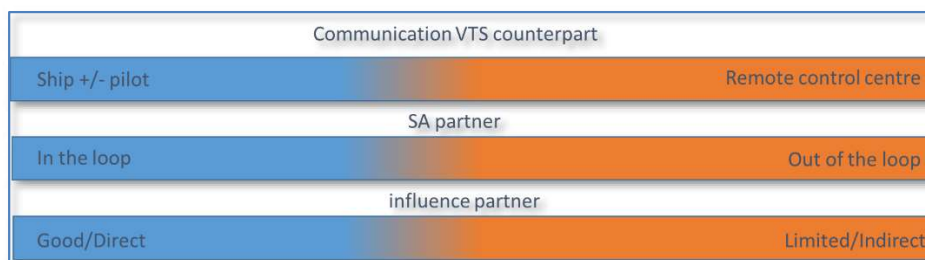 Communication VTS counterpart
Ship +/- pilot Remote control centre
SA partner
In the loop Out of the loop
influence partner
Good/Direct Limited/Indirect